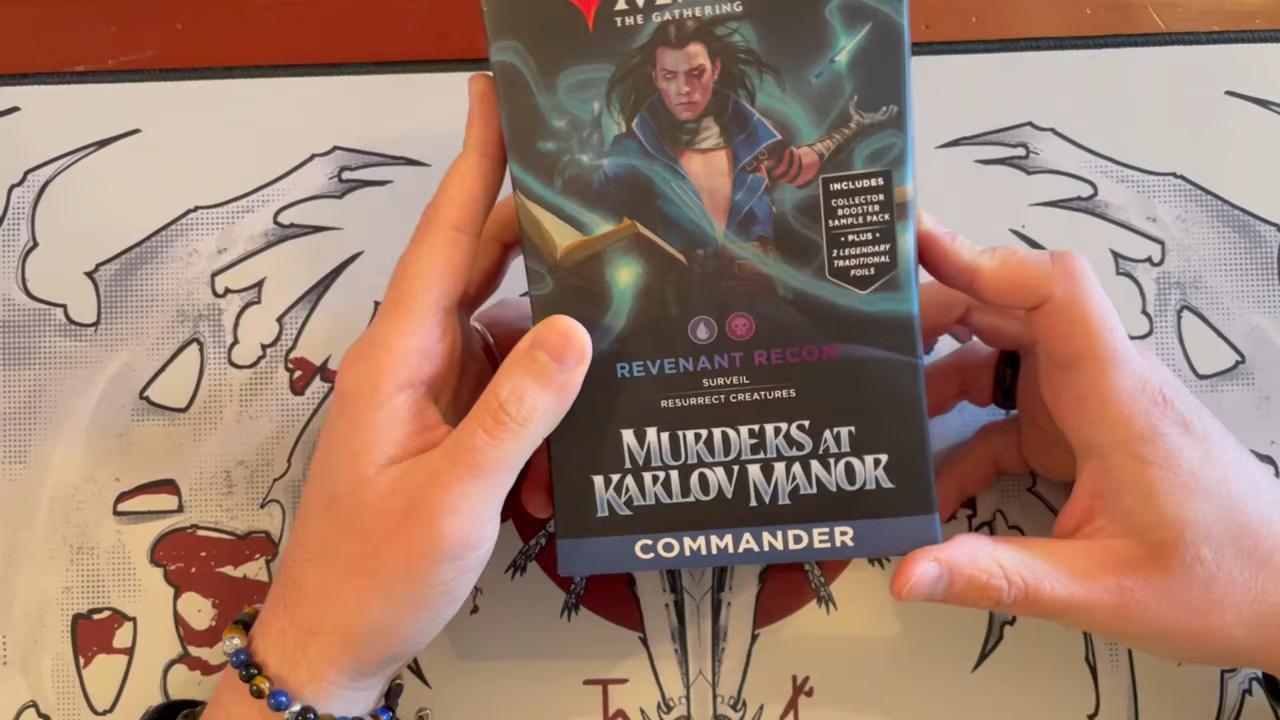 THE GATHERING
INCLUDES
COLLECTOR
BOOSTER
SAMPLE PACK
• PLUS •
2 LEGENDARY
TRADITIONAL
FOILS
REVENANT RECON
SURVEIL
RESURRECT CREATURES
MURDERS AT
KARLOV MANOR
COMMANDER